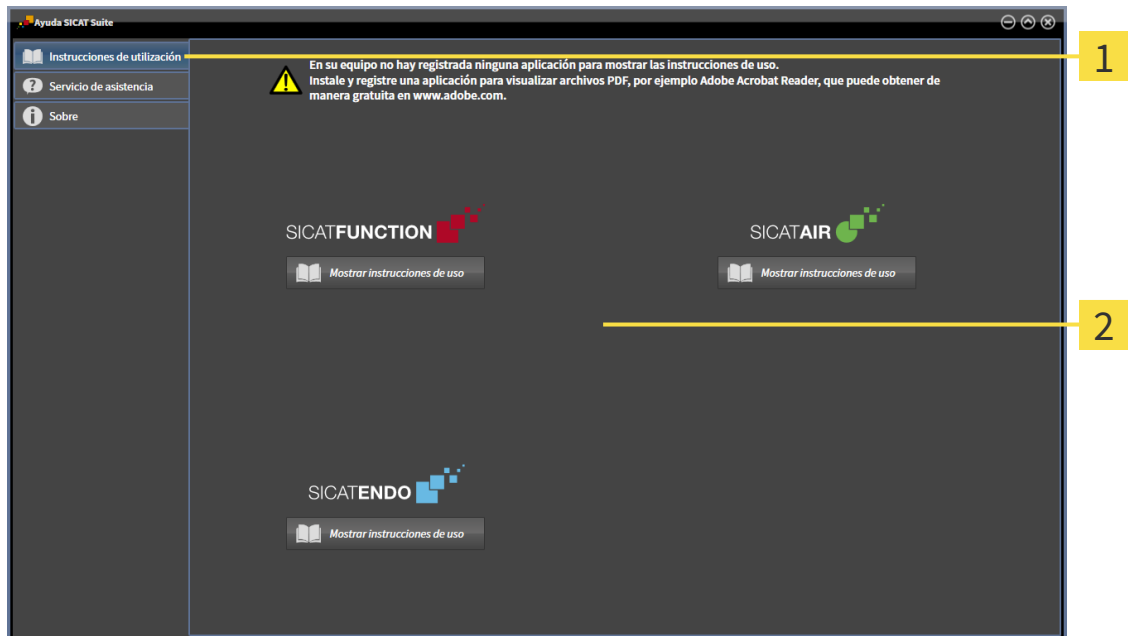 Ayuda SICAT Suite
Instrucciones de utilización
Servicio de asistencia
Sobre
En su equipo no hay registrada ninguna aplicación para mostrar las instrucciones de uso.
Instale y registre una aplicación para visualizar archivos PDF, por ejemplo Adobe Acrobat Reader, que puede obtener de
manera gratuita en www.adobe.com.
1
SICATFUNCTION
SICATAIR
Mostrar instrucciones de uso
Mostrar instrucciones de uso
2
SICATENDO
Mostrar instrucciones de uso